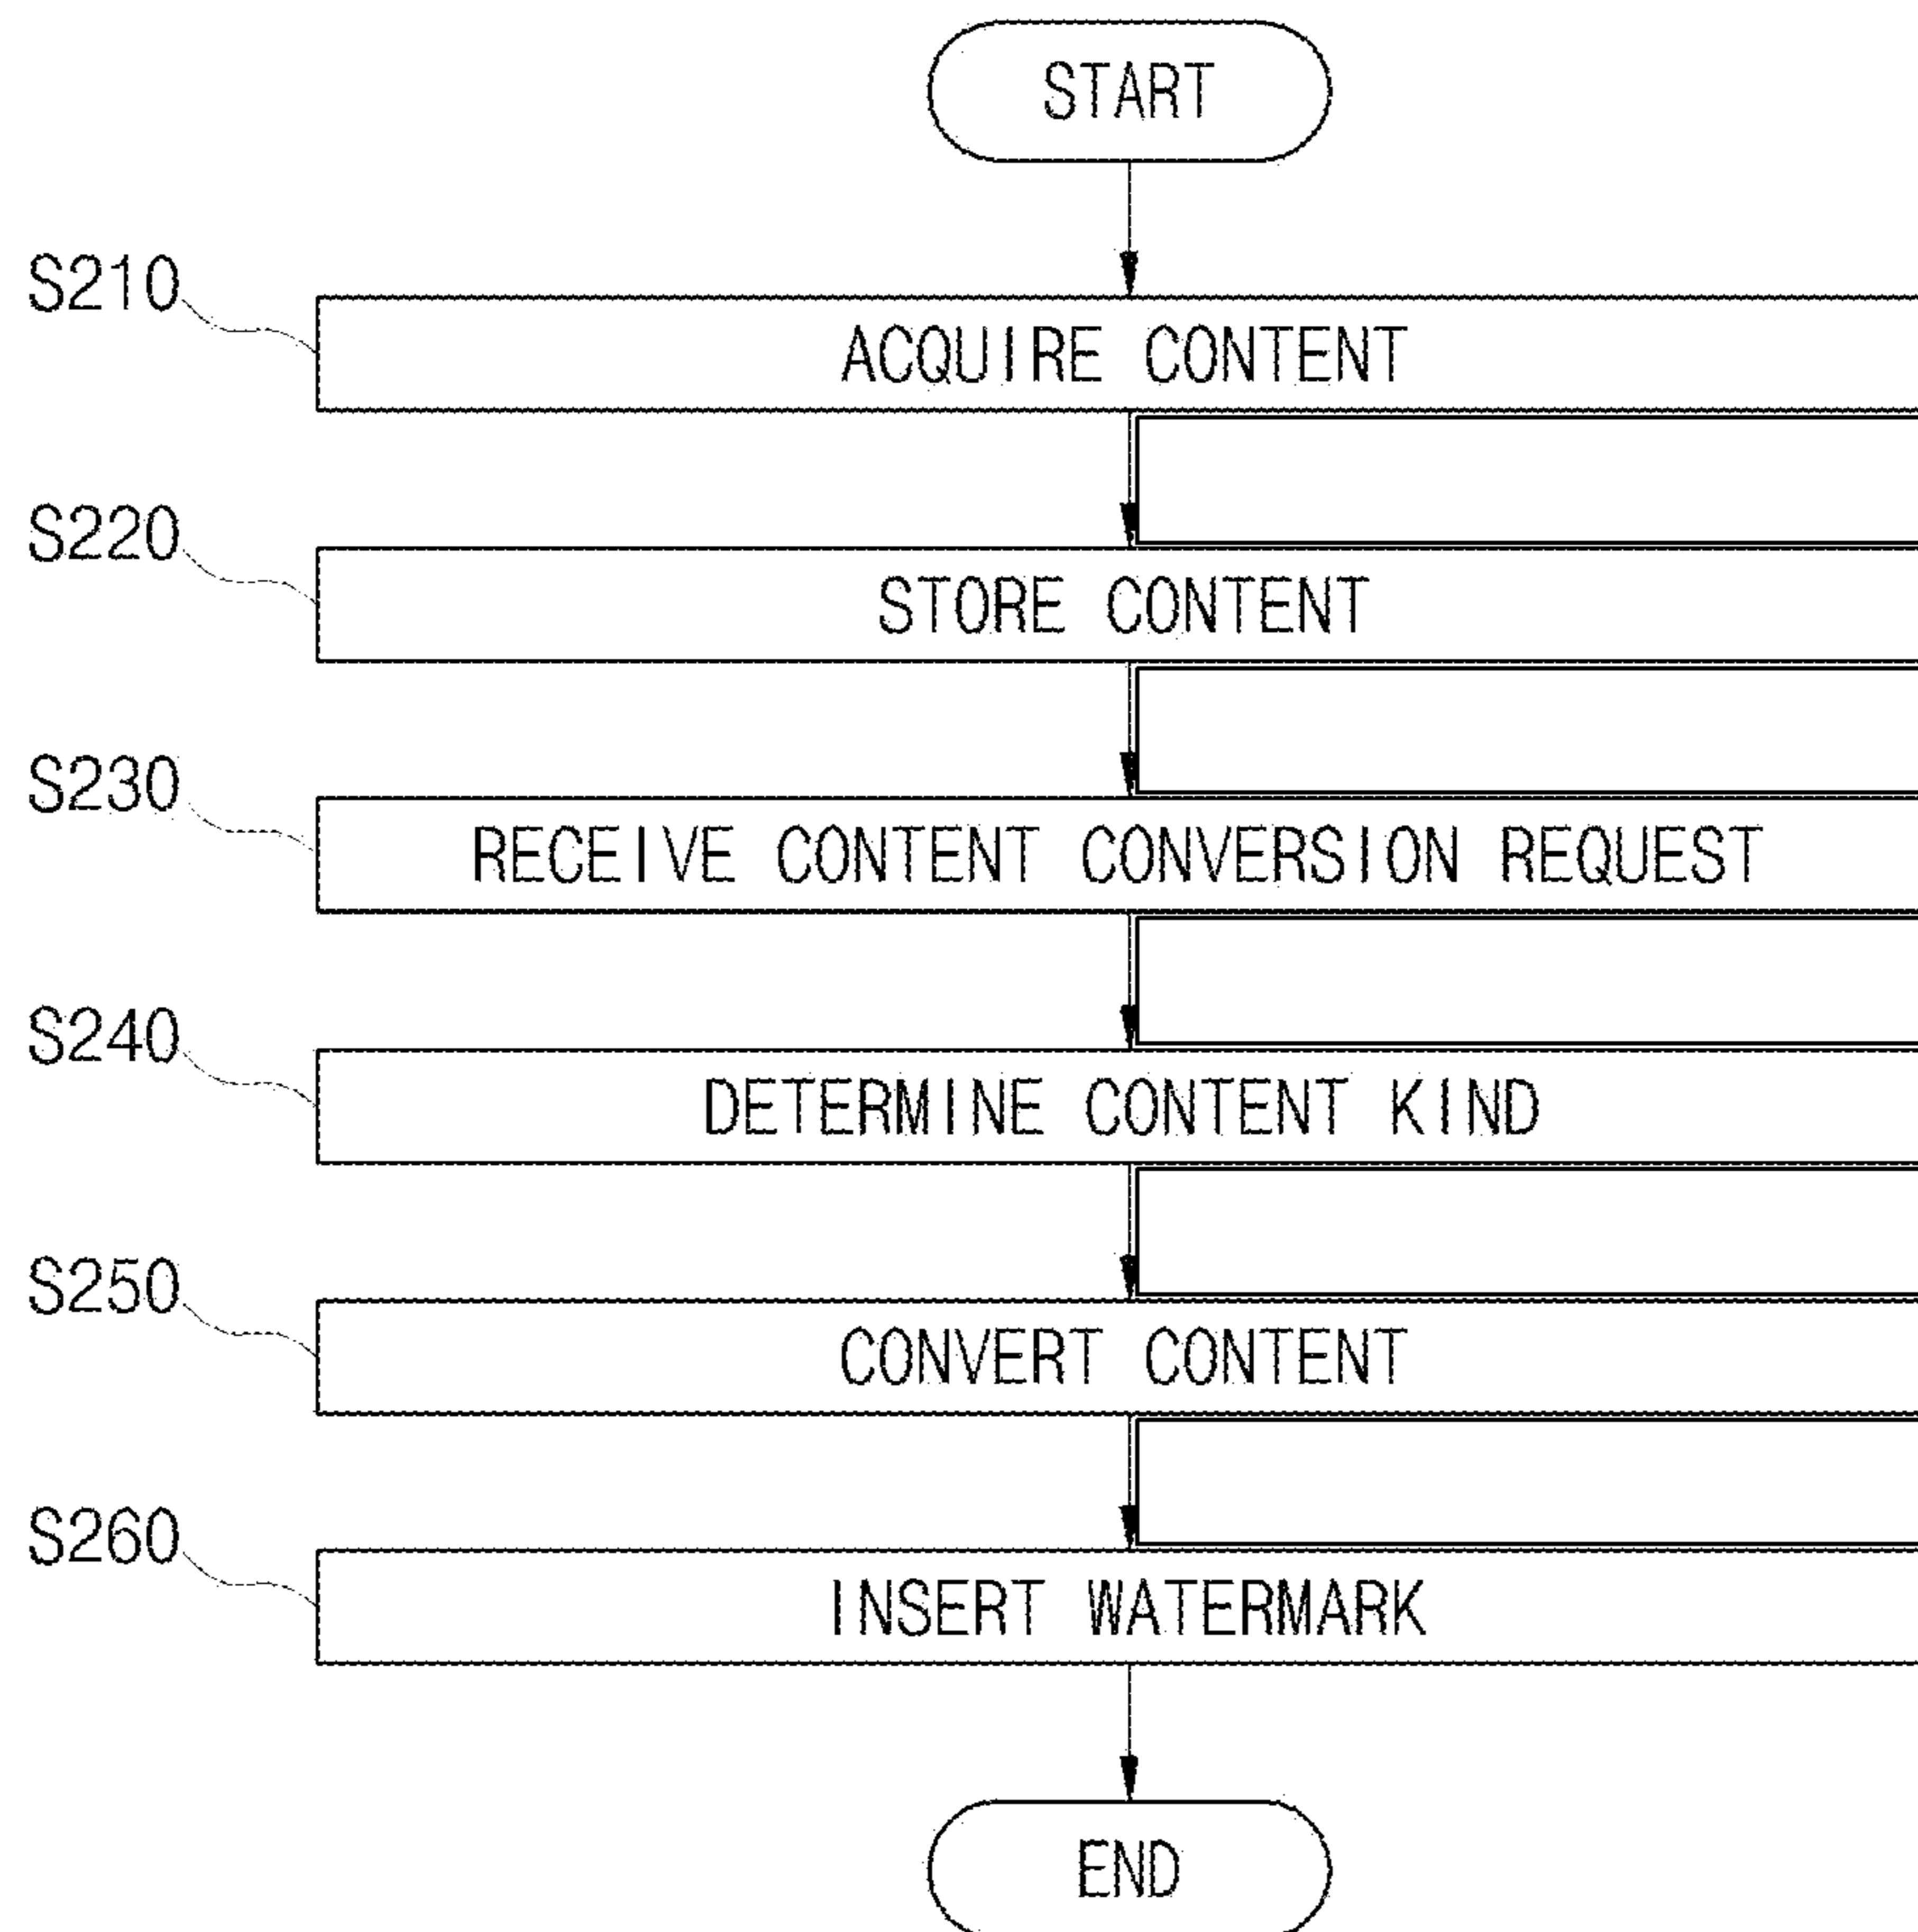 START
S210
ACQUIRE CONTENT
S220
STORE CONTENT
S230
RECEIVE CONTENT CONVERSION REQUEST
S240
DETERMINE CONTENT KIND
S250
CONVERT CONTENT
S260
INSERT WATERMARK
END